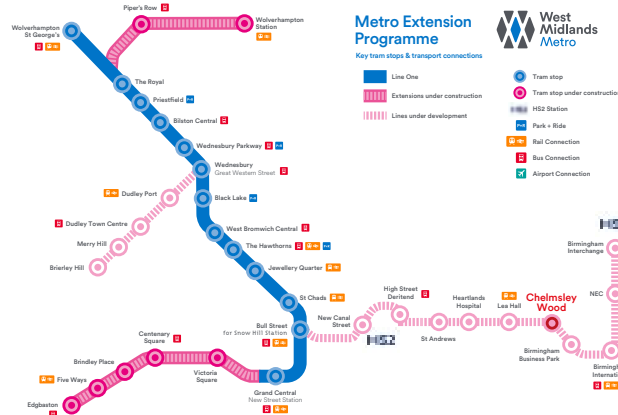 Metro Extension
Programme
Key tram stops & transport connections
West
Midlands
Metro
Line One
Extensions under construction
Lines under development
Tram stop
Tram stop under constructio
HS2 Station
Park + Ride
Rail Connection
Bus Connection
Airport Connection
Piper's Row
Wolverhampton
St George's
Wolverhampton
Station
The Royal
Priestfield
Bilston Central
Wednesbury Parkway
Wednesbury
Great Western Street
Dudley Port
Black Lake
Dudley Town Centre
West Bromwich Central
Merry Hill
The Hawthorns
Brierley Hill
Jewellery Quarter
St Chads
Bull Street
for Snow Hill Station
New Canal
Street
High Street
Deritend
St Andrews
Heartlands
Hospital
Lea Hall
Chelmsley
Wood
Birmingham
Business Park
Birmingham
Interchange
NEC
Birming
Internati
Centenary
Square
Brindley Place
Five Ways
Edgbaston
Victoria
Square
Grand Central
New Street Station